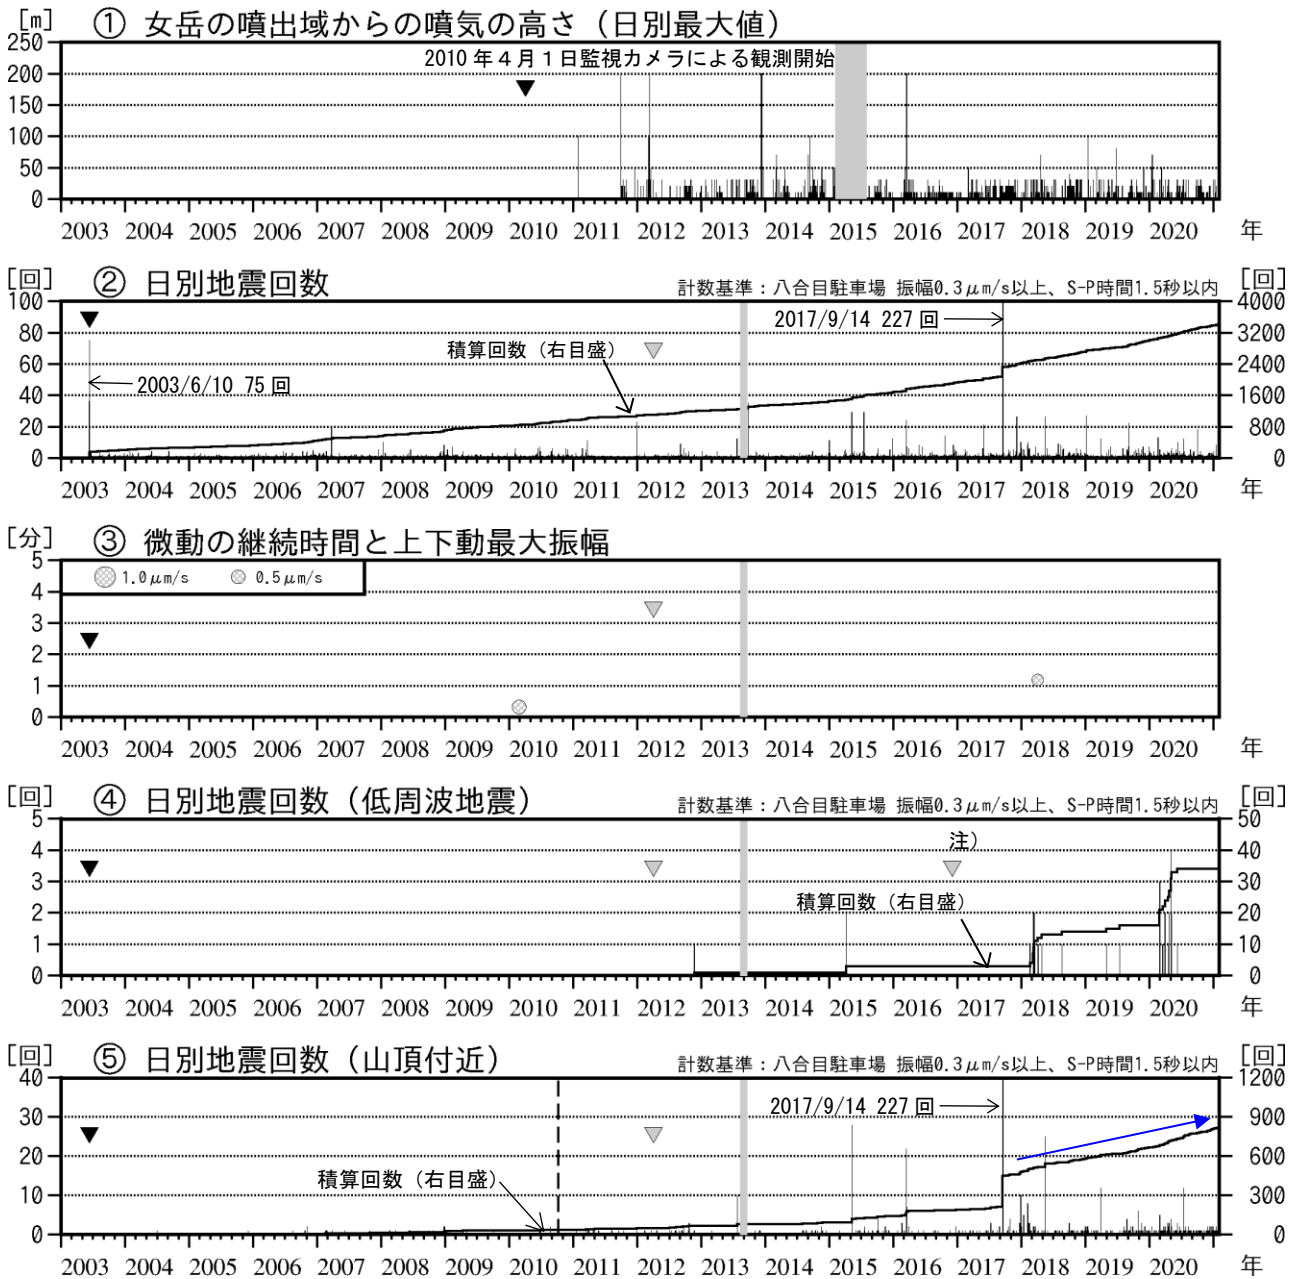 [m] ① 女岳の噴出域からの噴気の高さ（日別最大値）
250
2010 年 4 月 1 日監視カメラによる観測開始
200
150
100
50
0
2003 2004 2005 2006 2007 2008 2009 2010 2011 2012 2013 2014 2015 2016 2017 2018 2019 2020 年
[回] ② 日別地震回数 計数基準：八合目駐車場 振幅0.3μm/s以上、S-P時間1.5秒以内 [回]
100 4000
2017/9/14 227 回
80 3200
積算回数（右目盛）
60 2400
2003/6/10 75 回
40 1600
20 800
0 0
2003 2004 2005 2006 2007 2008 2009 2010 2011 2012 2013 2014 2015 2016 2017 2018 2019 2020 年
[分] ③ 微動の継続時間と上下動最大振幅
5
1.0μm/s 0.5μm/s
4
3
2
1
0
2003 2004 2005 2006 2007 2008 2009 2010 2011 2012 2013 2014 2015 2016 2017 2018 2019 2020 年
[回] ④ 日別地震回数（低周波地震） 計数基準：八合目駐車場 振幅0.3μm/s以上、S-P時間1.5秒以内 [回]
5 50
注）
4 40
3 30
積算回数（右目盛）
2 20
1 10
0 0
2003 2004 2005 2006 2007 2008 2009 2010 2011 2012 2013 2014 2015 2016 2017 2018 2019 2020 年
[回] ⑤ 日別地震回数（山頂付近） 計数基準：八合目駐車場 振幅0.3μm/s以上、S-P時間1.5秒以内 [回]
40 1200
2017/9/14 227 回
30 900
20 600
積算回数（右目盛）
10 300
0 0
2003 2004 2005 2006 2007 2008 2009 2010 2011 2012 2013 2014 2015 2016 2017 2018 2019 2020 年